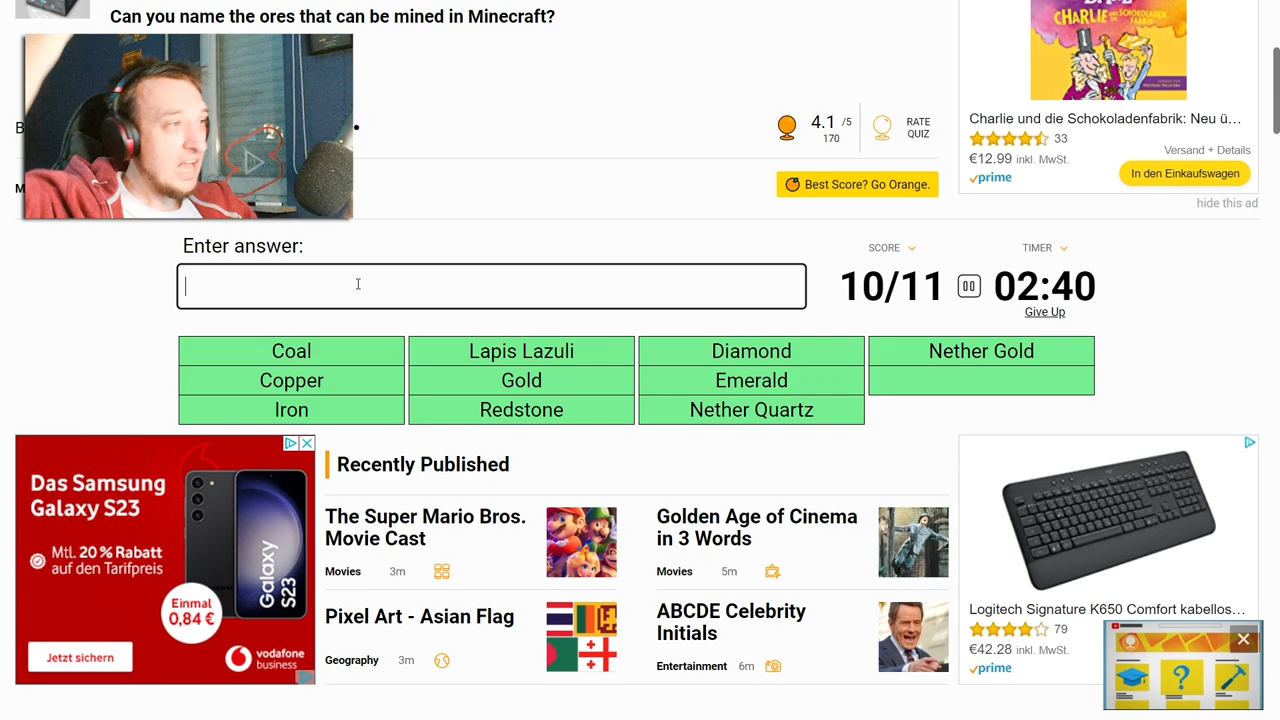 Can you name the ores that can be mined in Minecraft?
B
4.1 /5
170
RATE
QUIZ
M
Best Score? Go Orange.
CHARLIE UND DIE SCHOKOLADENFABRIK
Charlie und die Schokoladenfabrik: Neu ü…
33
Versand + Details
€12.99 inkl. MwSt.
prime
In den Einkaufswagen
hide this ad
Enter answer:
SCORE
TIMER
10/11
02:40
Give Up
Coal
Lapis Lazuli
Diamond
Nether Gold
Copper
Gold
Emerald
Iron
Redstone
Nether Quartz
Das Samsung
Galaxy S23
Mtl. 20 % Rabatt
auf den Tarifpreis
Einmal
0,84 €
Galaxy
S23
Jetzt sichern
vodafone
business
Recently Published
The Super Mario Bros.
Movie Cast
Movies 3m
Golden Age of Cinema
in 3 Words
Movies 5m
Pixel Art - Asian Flag
Geography 3m
ABCDE Celebrity
Initials
Entertainment 6m
Logitech Signature K650 Comfort kabellos…
79
€42.28 inkl. MwSt.
prime